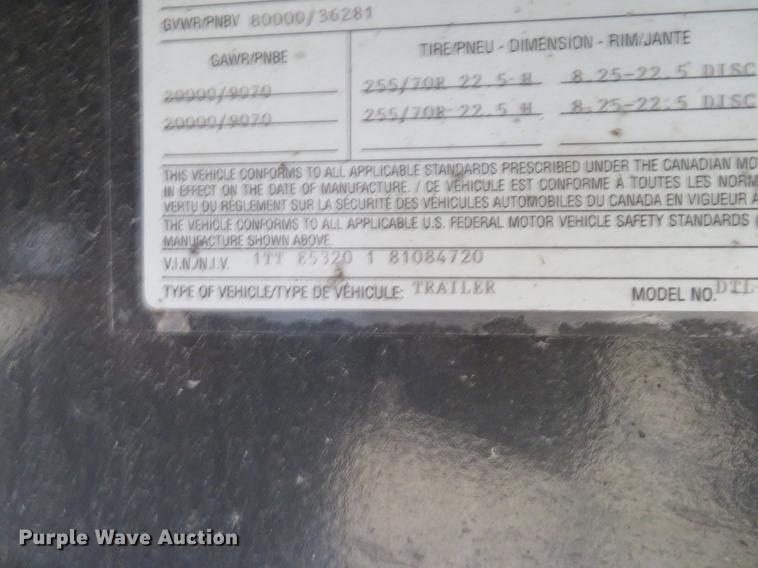 GVWR/PNBV 80000/36281
GAWR/PNBE TIRE/PNEU - DIMENSION - RIM/JANTE
20000/9070 255/70R 22.5 H 8.25-22.5 DISC
20000/9070 255/70R 22.5 H 8.25-22.5 DISC
THIS VEHICLE CONFORMS TO ALL APPLICABLE STANDARDS PRESCRIBED UNDER THE CANADIAN MO
IN EFFECT ON THE DATE OF MANUFACTURE. / CE VÉHICULE EST CONFORME À TOUTES LES NORM
VERTU DU RÈGLEMENT SUR LA SÉCURITÉ DES VÉHICULES AUTOMOBILES DU CANADA EN VIGUEUR À
THE VEHICLE CONFORMS TO ALL APPLICABLE U.S. FEDERAL MOTOR VEHICLE SAFETY STANDARDS (
MANUFACTURE SHOWN ABOVE.
V.I.N./N.I.V. 1TT E5320 1 81084720
TYPE OF VEHICLE/TYPE DE VÉHICULE: TRAILER MODEL NO. DTL-
Purple Wave Auction